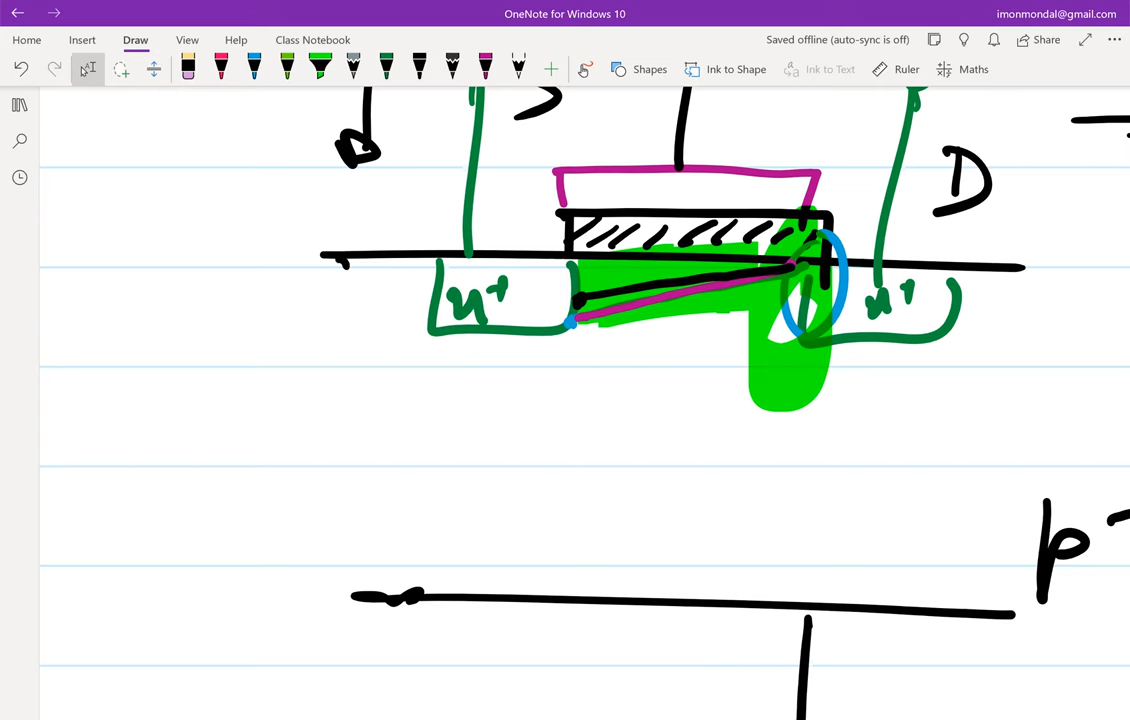 OneNote for Windows 10
imonmondal@gmail.com
Home Insert Draw View Help Class Notebook
Saved offline (auto-sync is off) Share
Shapes Ink to Shape Ink to Text Ruler Maths
D
n+ n+
p-